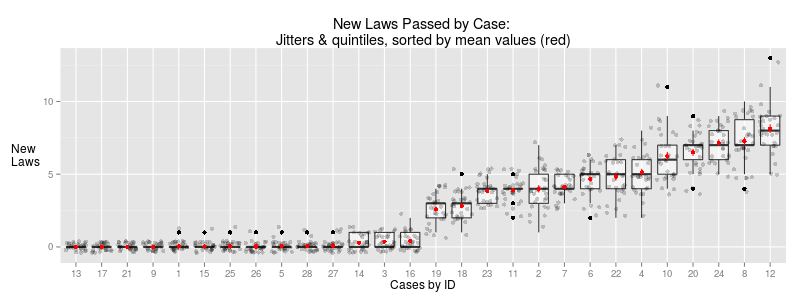 New Laws Passed by Case:
Jitters & quintiles, sorted by mean values (red)
10
New
Laws
5
0
13 17 21 9 1 15 25 26 5 28 27 14 3 16 19 18 23 11 2 7 6 22 4 10 20 24 8 12
Cases by ID